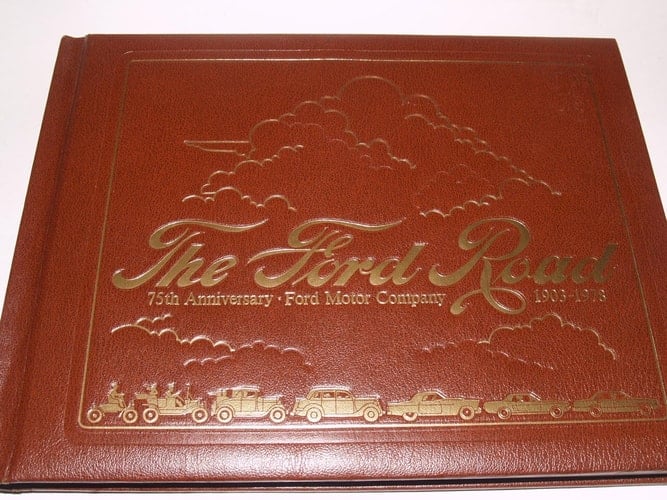 The Ford Road
75th Anniversary · Ford Motor Company 1903-1978